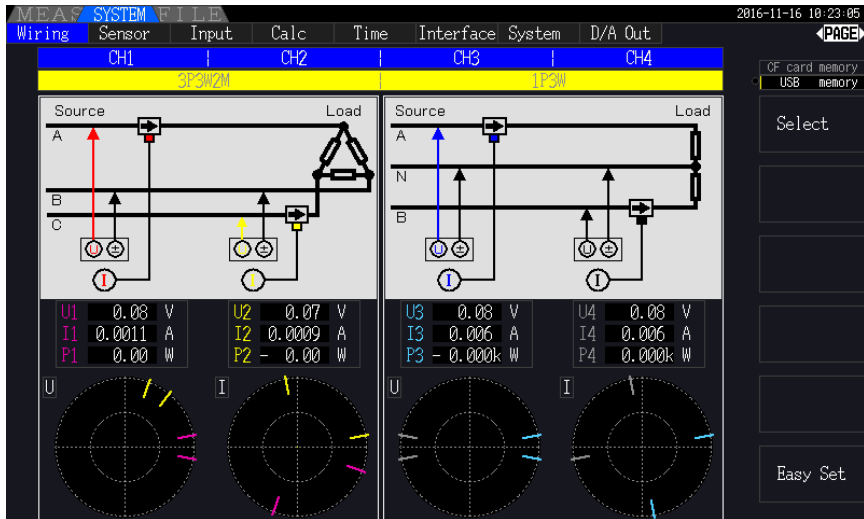 MEAS SYSTEM FILE 2016-11-16 10:23:05
Wiring Sensor Input Calc Time Interface System D/A Out PAGE
CH1 CH2 CH3 CH4
3P3W2M 1P3W
CF card memory
USB memory
Select
Source Load Source Load
A A
N
B B
C
U ± ± U ± U ±
I I I I
U1 0.08 V U2 0.07 V U3 0.08 V U4 0.08 V
I1 0.0011 A I2 0.0009 A I3 0.006 A I4 0.006 A
P1 0.00 W P2 - 0.00 W P3 - 0.000k W P4 0.000k W
U I U I
Easy Set